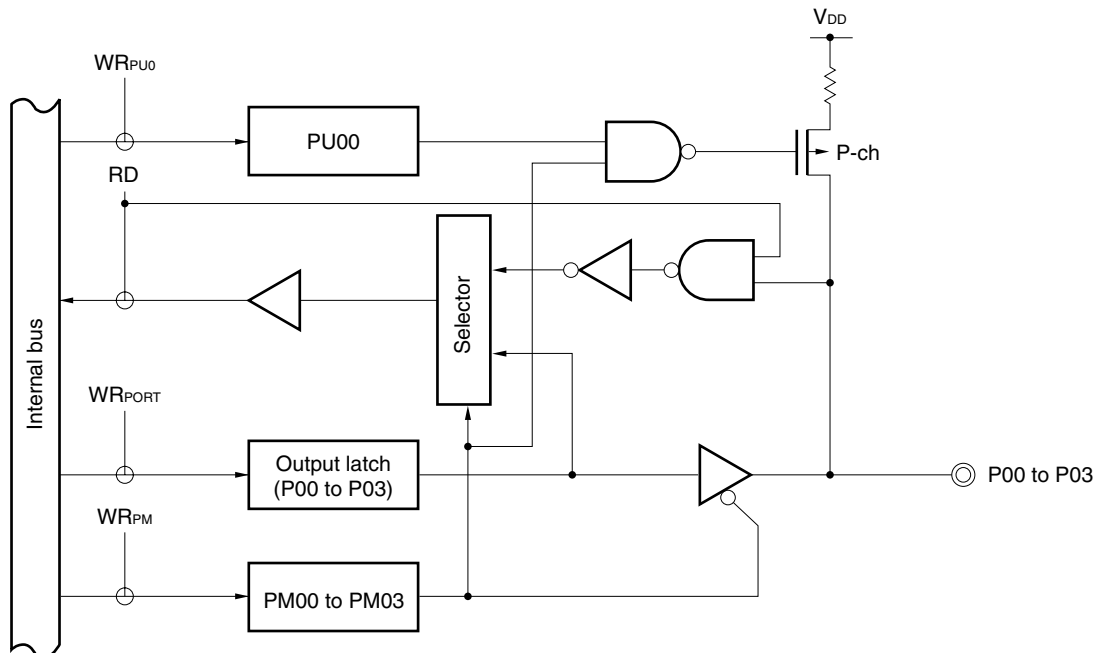 VDD
WRPU0
PU00
P-ch
RD
Selector
Internal bus
WRPORT
Output latch
(P00 to P03)
P00 to P03
WRPM
PM00 to PM03